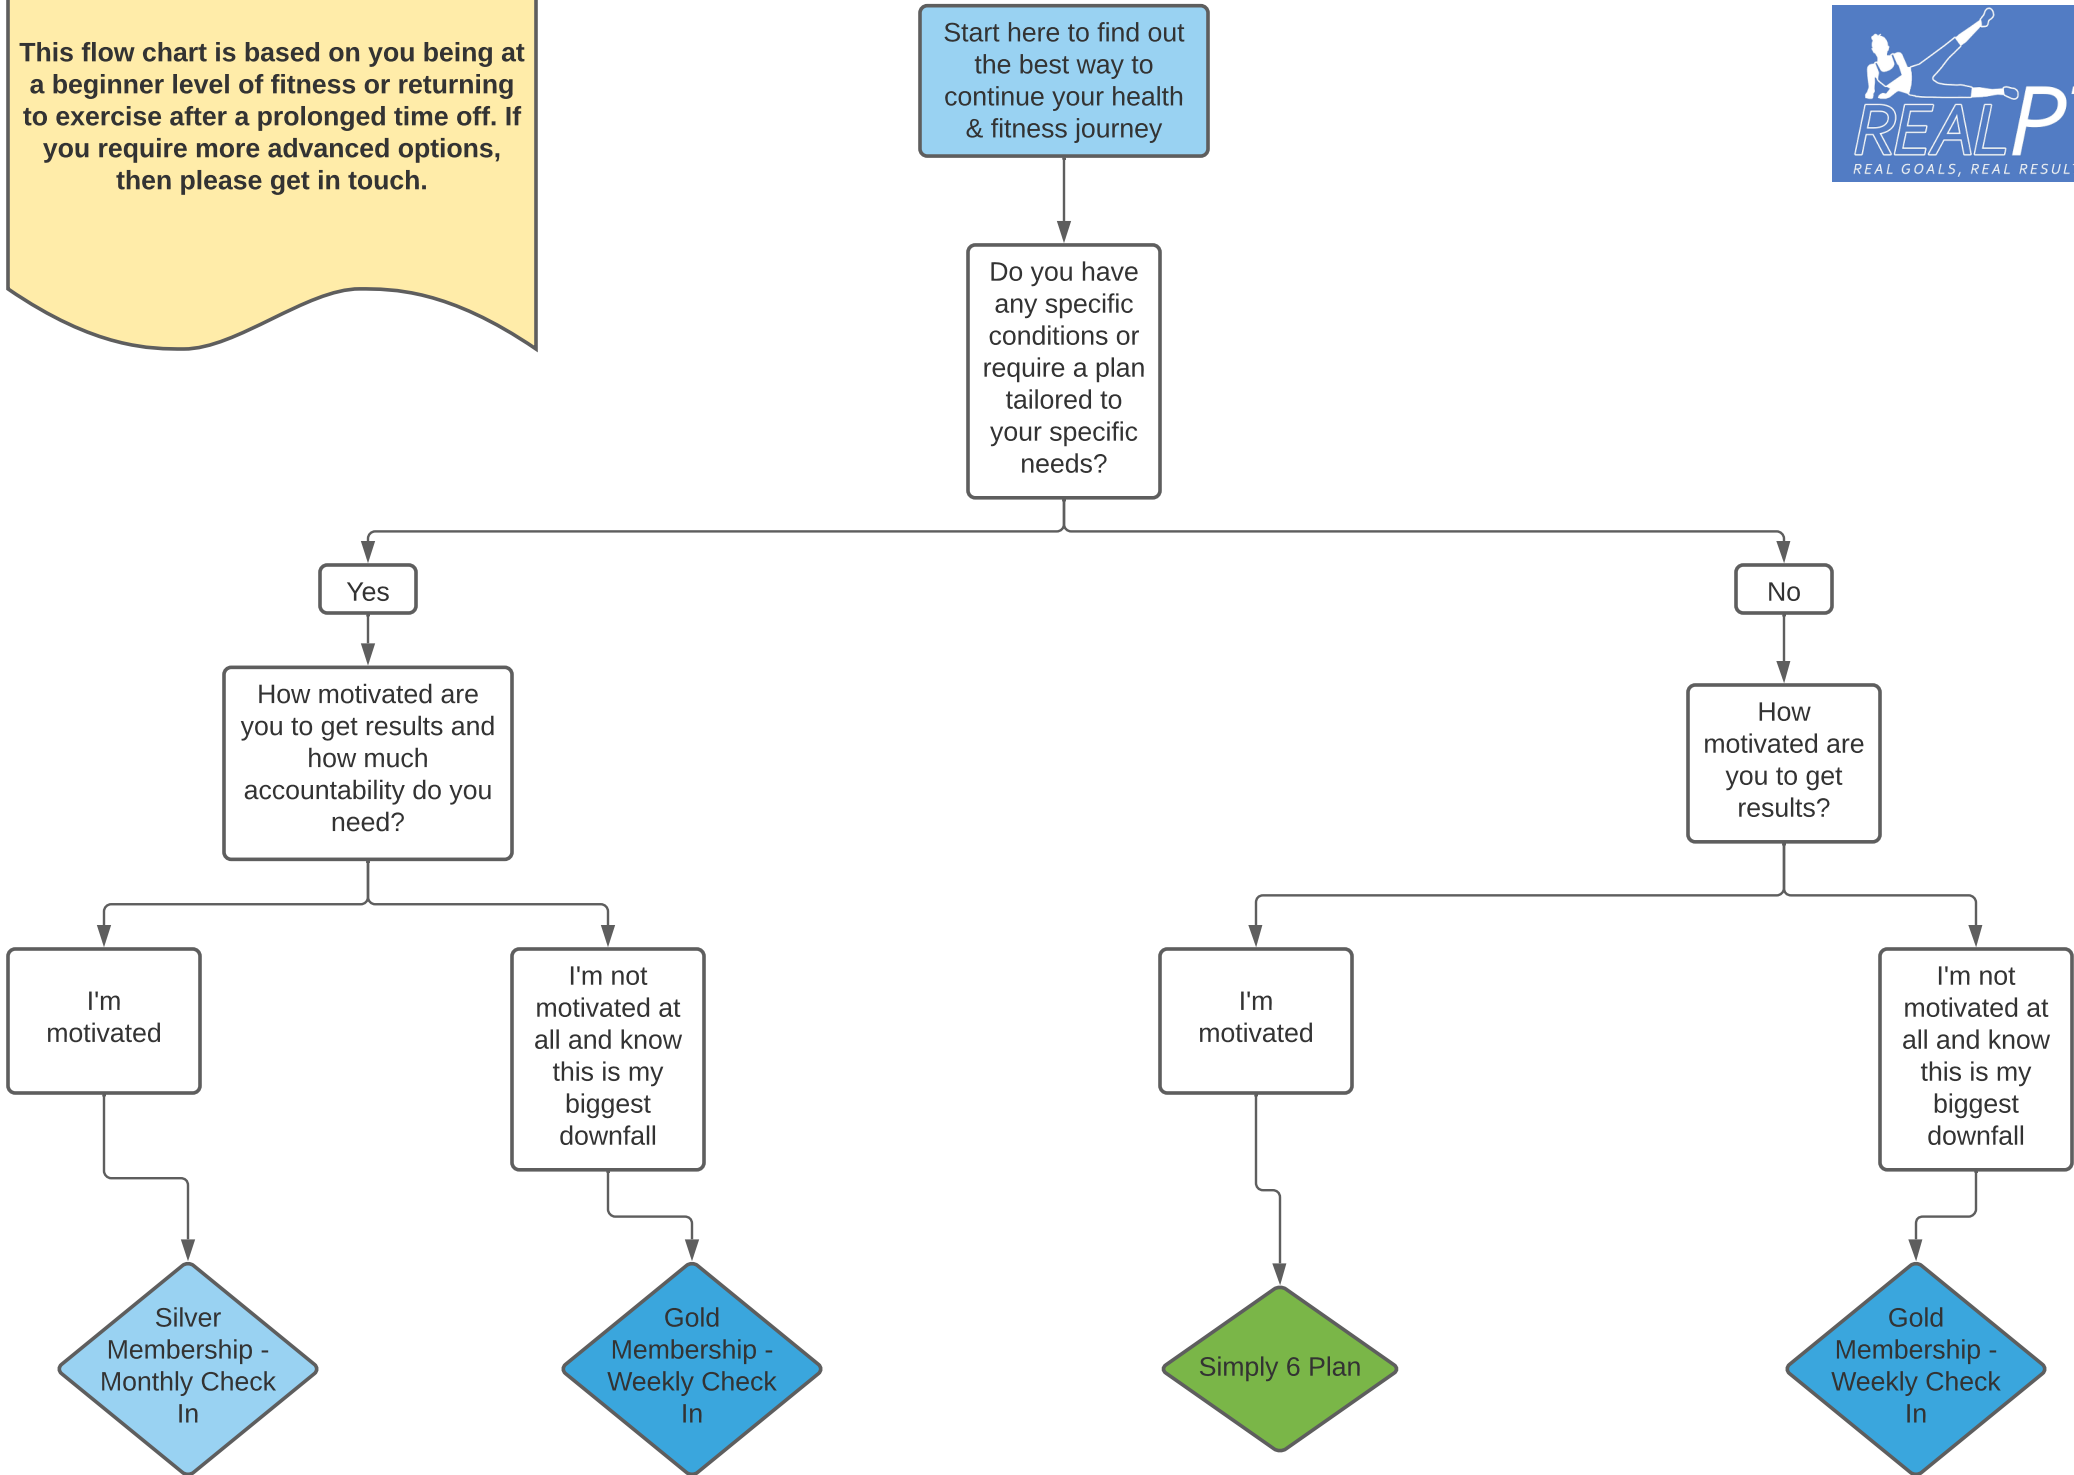 This flow chart is based on you being at
a beginner level of fitness or returning
to exercise after a prolonged time off. If
you require more advanced options,
then please get in touch.
Start here to find out
the best way to
continue your health
& fitness journey
REAL P
REAL GOALS, REAL RESUL
Do you have
any specific
conditions or
require a plan
tailored to
your specific
needs?
Yes
No
How motivated are
you to get results and
how much
accountability do you
need?
How
motivated are
you to get
results?
I'm
motivated
I'm not
motivated at
all and know
this is my
biggest
downfall
I'm
motivated
I'm not
motivated at
all and know
this is my
biggest
downfall
Silver
Membership -
Monthly Check
In
Gold
Membership -
Weekly Check
In
Simply 6 Plan
Gold
Membership -
Weekly Check
In